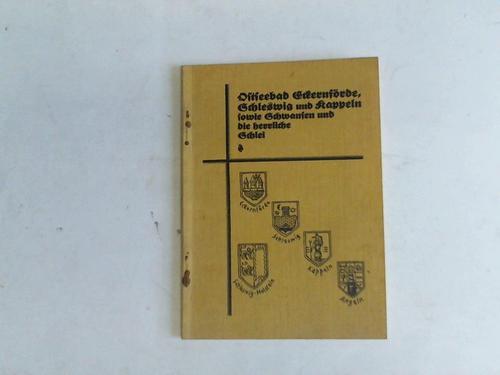 Ostseebad Eckernförde,
Schleswig und Kappeln
sowie Schwansen und
die herrliche
Schlei
Eckernförde
Schleswig
Kappeln
Schleswig-Holstein
Angeln